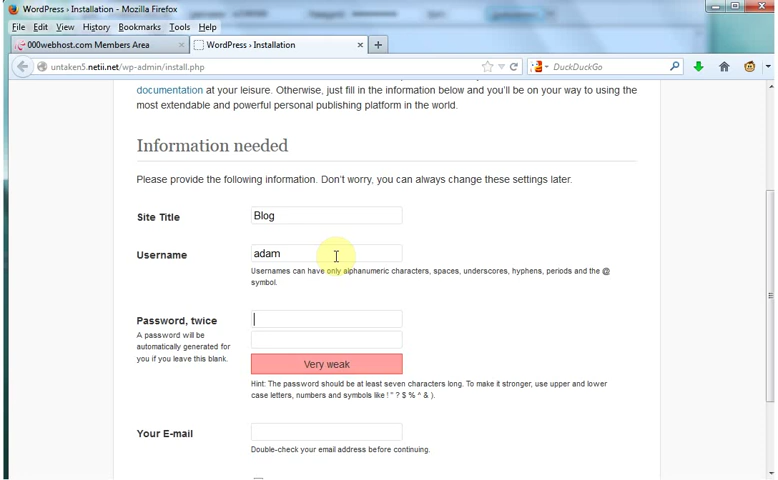 WordPress › Installation - Mozilla Firefox
File Edit View History Bookmarks Tools Help
000webhost.com Members Area
WordPress › Installation
untaken5.netii.net/wp-admin/install.php
DuckDuckGo
documentation at your leisure. Otherwise, just fill in the information below and you'll be on your way to using the
most extendable and powerful personal publishing platform in the world.
Information needed
Please provide the following information. Don't worry, you can always change these settings later.
Site Title
Blog
Username
adam
Usernames can have only alphanumeric characters, spaces, underscores, hyphens, periods and the @
symbol.
Password, twice
A password will be
automatically generated for
you if you leave this blank.
Very weak
Hint: The password should be at least seven characters long. To make it stronger, use upper and lower
case letters, numbers and symbols like ! " ? $ % ^ & ).
Your E-mail
Double-check your email address before continuing.